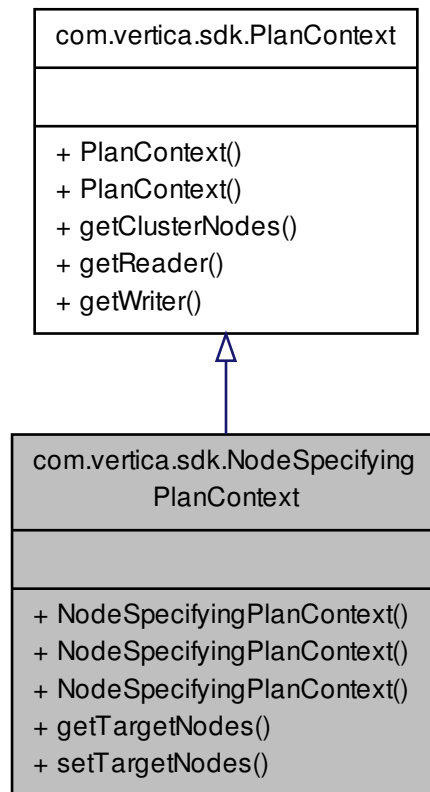 com.vertica.sdk.PlanContext
+ PlanContext()
+ PlanContext()
+ getClusterNodes()
+ getReader()
+ getWriter()
com.vertica.sdk.NodeSpecifying
PlanContext
+ NodeSpecifyingPlanContext()
+ NodeSpecifyingPlanContext()
+ NodeSpecifyingPlanContext()
+ getTargetNodes()
+ setTargetNodes()